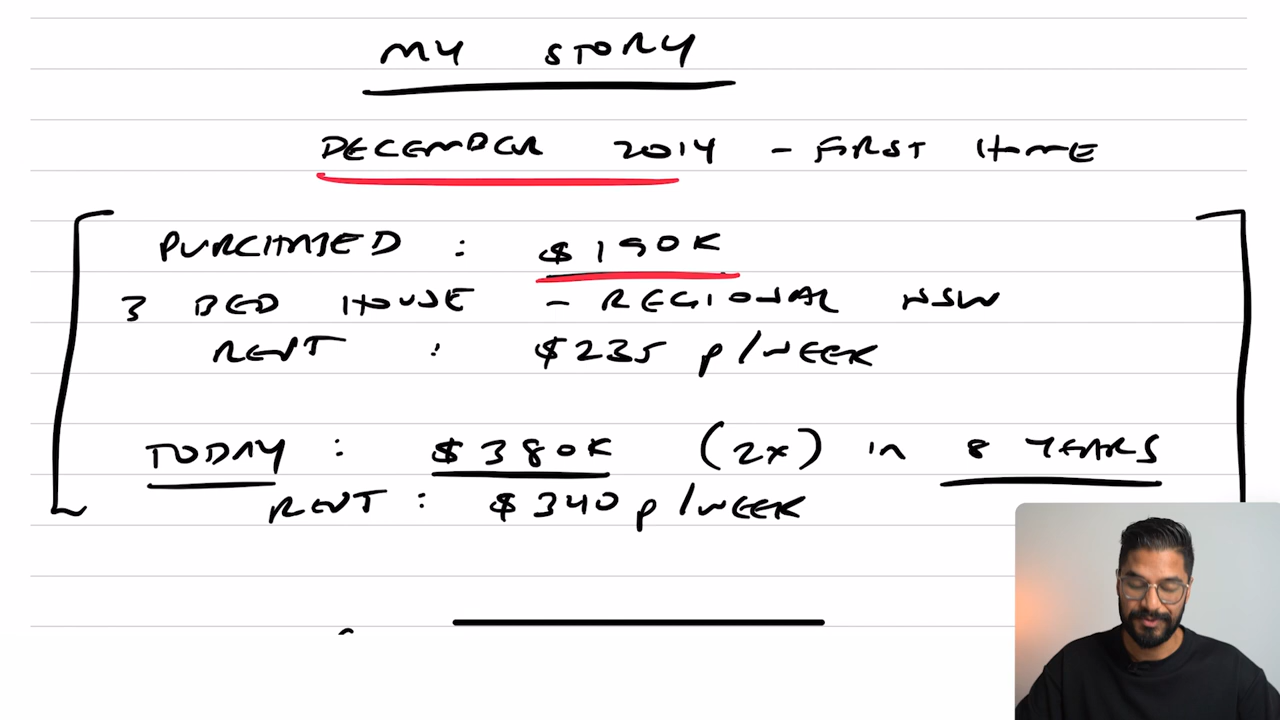 MY STORY
DECEMBER 2014 - FIRST HOME
PURCHASED : $190K
3 BED HOUSE - REGIONAL NSW
RENT : $235 p/WEEK
TODAY : $380K (2x) in 8 YEARS
RENT : $340 p/WEEK